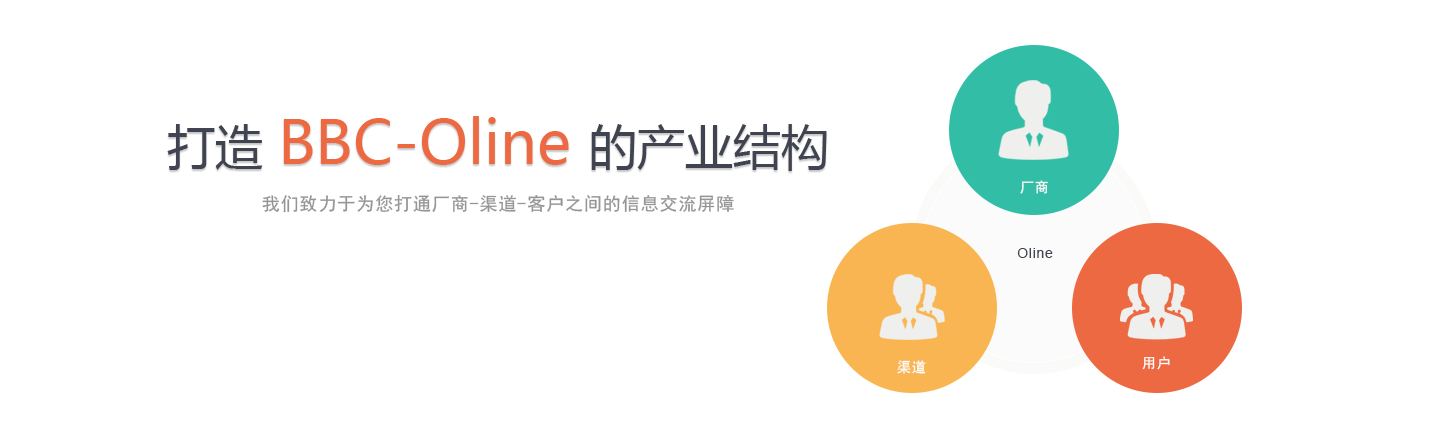 打造 BBC-Oline 的产业结构
我们致力于为您打通厂商-渠道-客户之间的信息交流屏障
厂商
Oline
渠道
用户